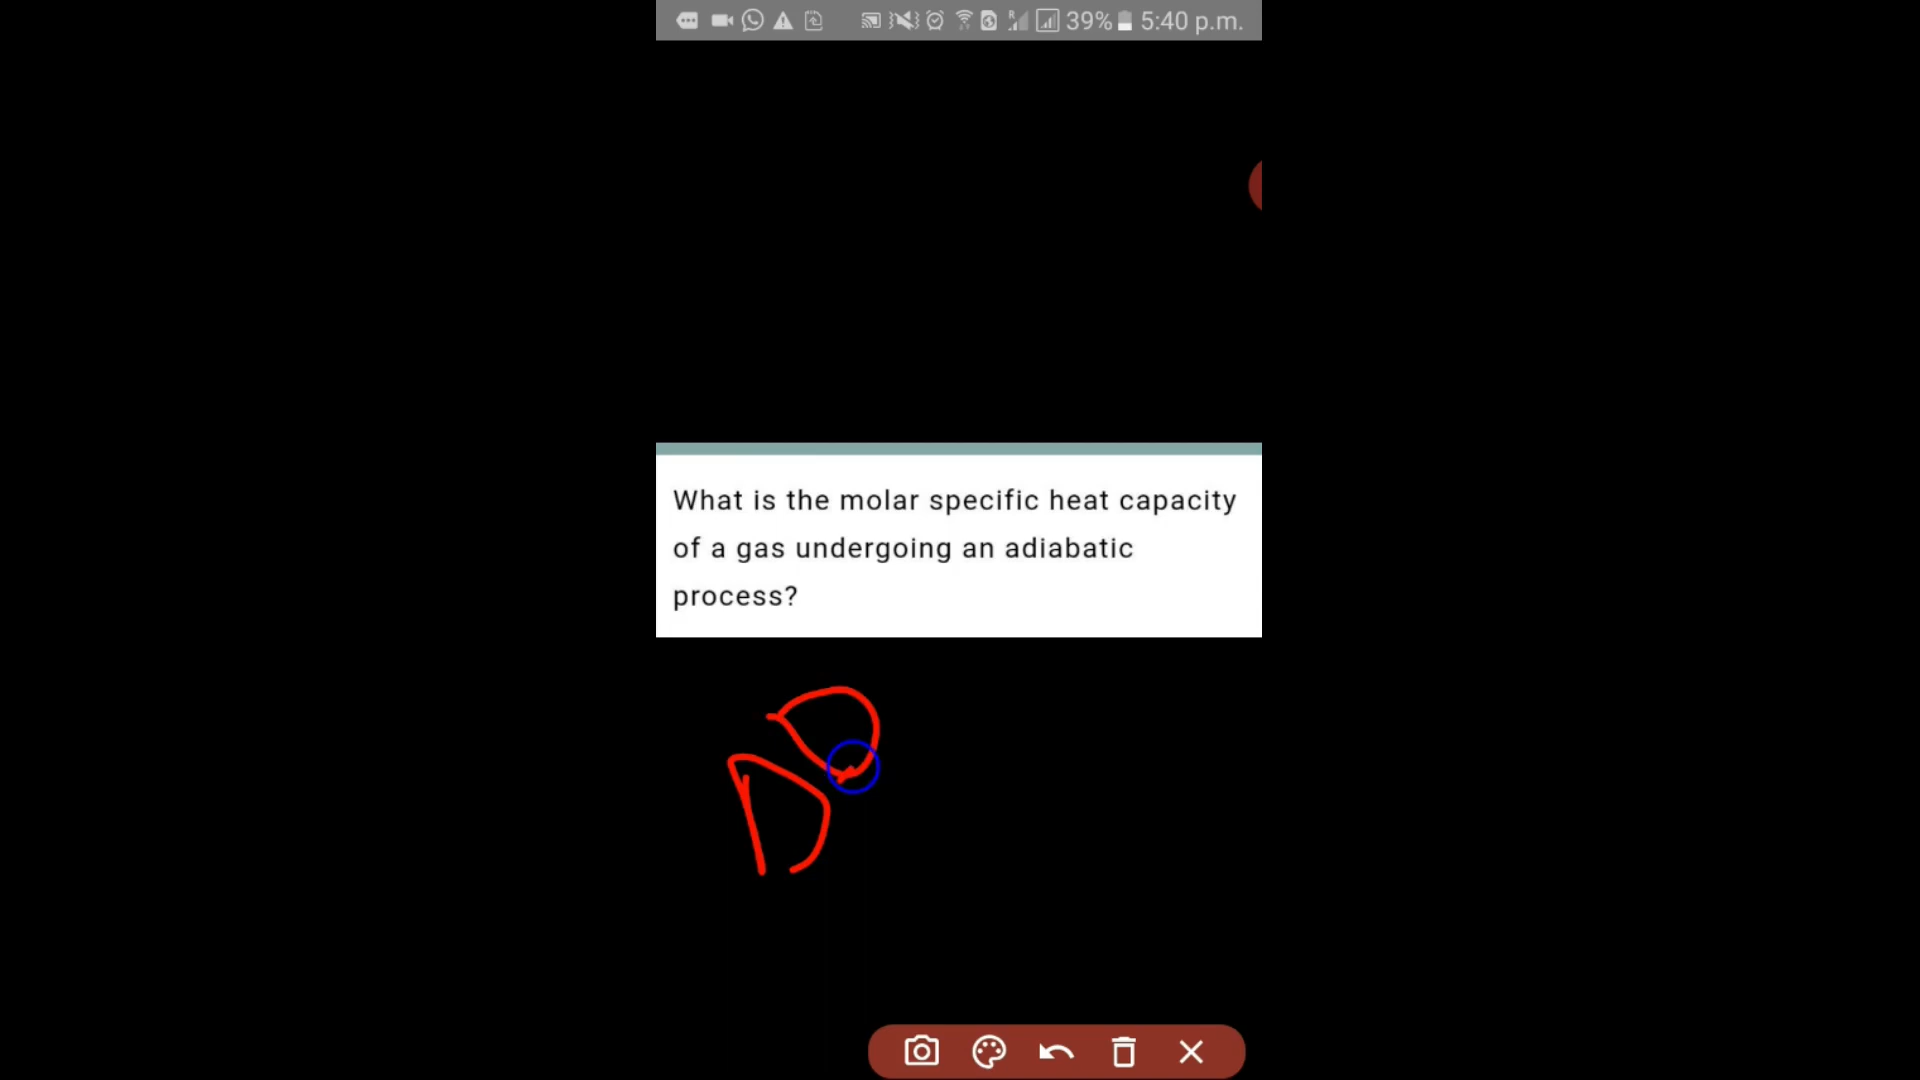 39% 5:40 p.m.
What is the molar specific heat capacity
of a gas undergoing an adiabatic
process?